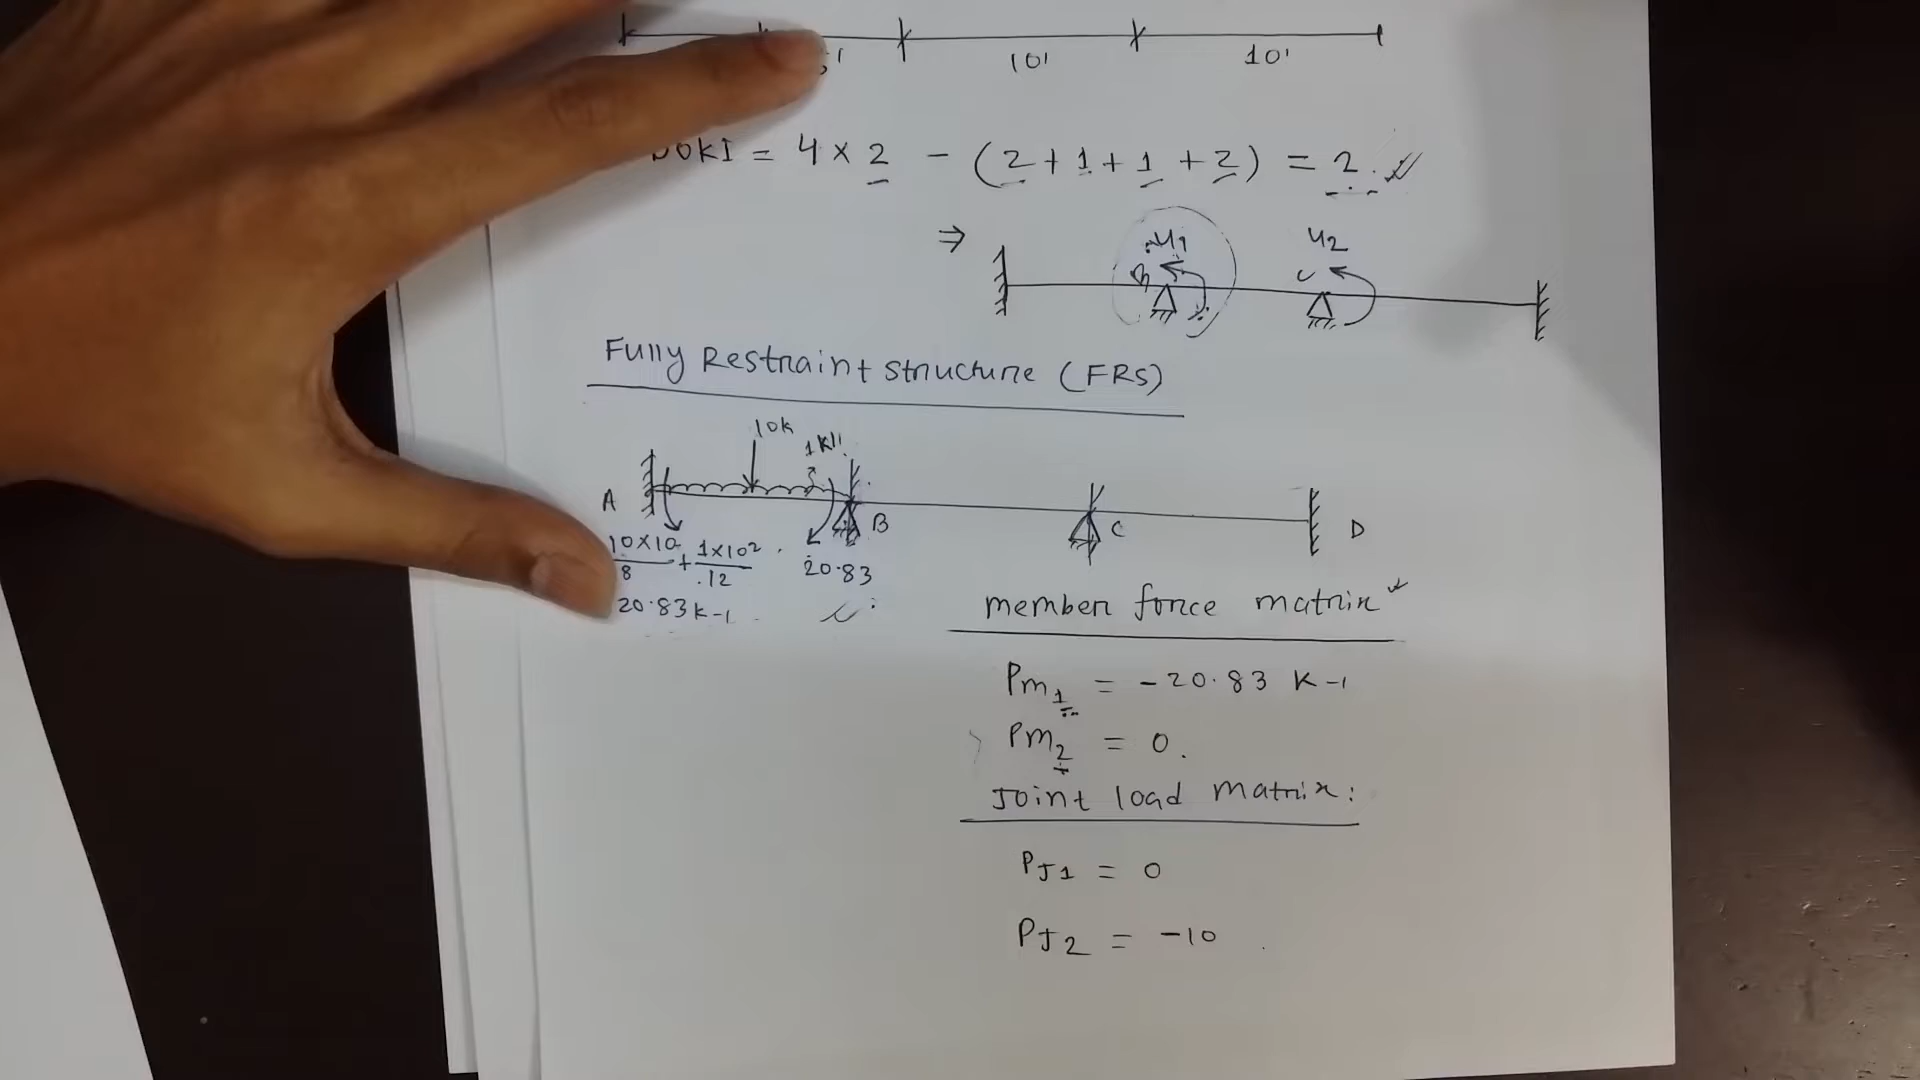 10' 10'
= 4 × 2 - (2 + 1 + 1 + 2) = 2.
⇒ u1 u2
B C
Fully Restraint structure (FRS)
10k
1k/'
A B C D
10×10/8 + 1×10²/12 20.83
20.83 k-'
member force matrix
Pm1 = -20.83 k-'
Pm2 = 0.
Joint load matrix:
PJ1 = 0
PJ2 = -10